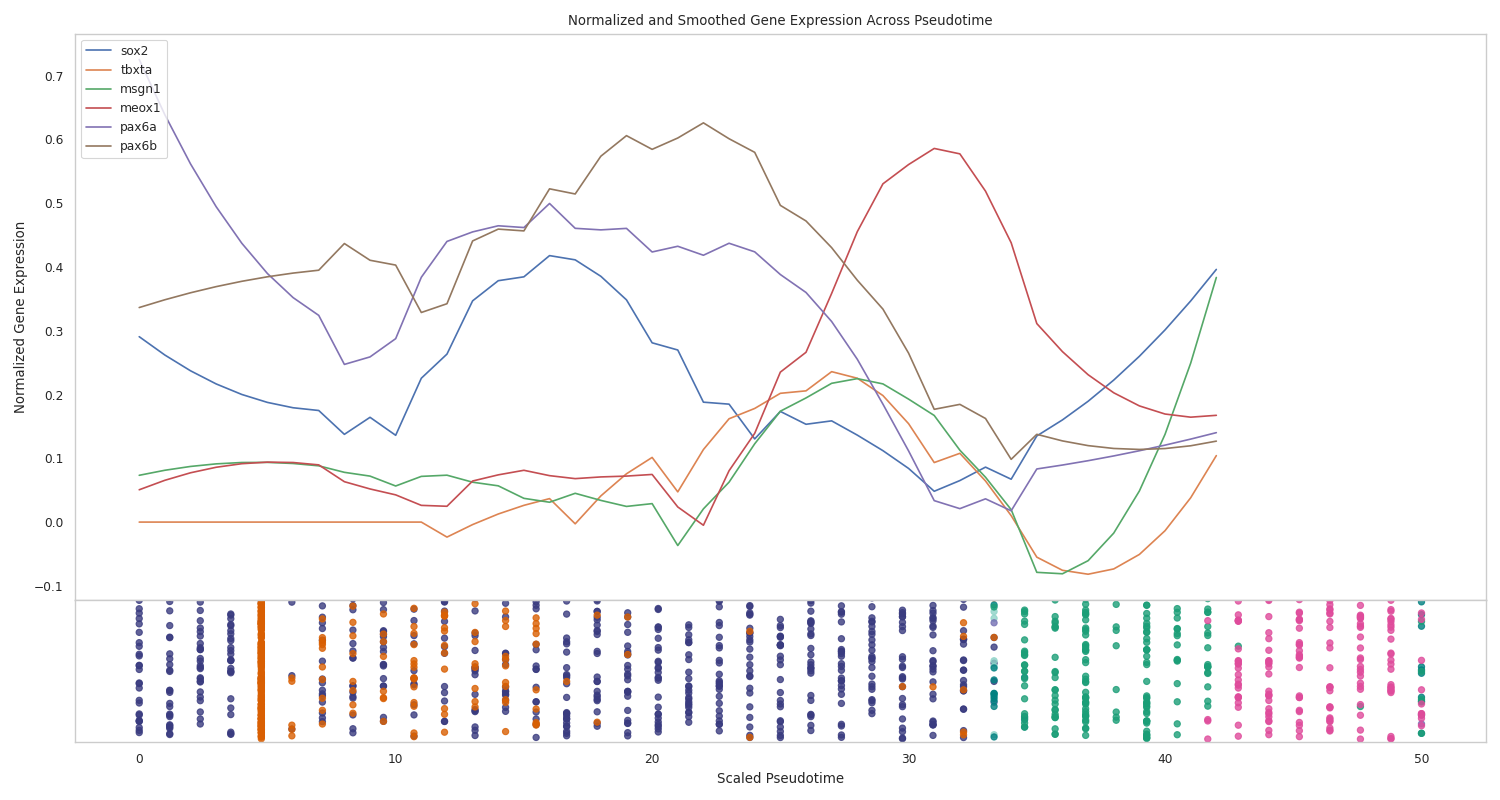 Normalized and Smoothed Gene Expression Across Pseudotime
sox2
tbxta
msgn1
meox1
pax6a
pax6b
Normalized Gene Expression
0.7
0.6
0.5
0.4
0.3
0.2
0.1
0.0
−0.1
0 10 20 30 40 50
Scaled Pseudotime